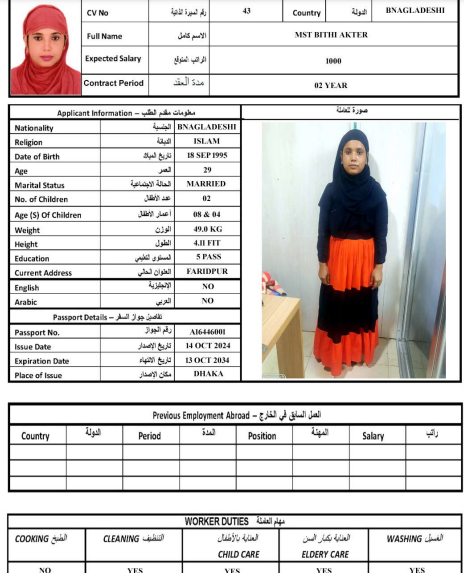 CV No رقم السيرة الذاتية 43 Country الدولة BNAGLADESHI
Full Name الاسم كامل MST BITHI AKTER
Expected Salary الراتب المتوقع 1000
Contract Period مدة العقد 02 YEAR
Applicant Information – معلومات مقدم الطلب
صورة للعاملة
Nationality الجنسية BNAGLADESHI
Religion الديانة ISLAM
Date of Birth تاريخ الميلاد 18 SEP 1995
Age العمر 29
Marital Status الحالة الاجتماعية MARRIED
No. of Children عدد الأطفال 02
Age (S) Of Children أعمار الأطفال 08 & 04
Weight الوزن 49.0 KG
Height الطول 4.11 FIT
Education المستوى التعليمي 5 PASS
Current Address العنوان الحالي FARIDPUR
English الإنجليزية NO
Arabic العربي NO
Passport Details – تفاصيل جواز السفر
Passport No. رقم الجواز A16446001
Issue Date تاريخ الإصدار 14 OCT 2024
Expiration Date تاريخ الانتهاء 13 OCT 2034
Place of Issue مكان الإصدار DHAKA
Previous Employment Abroad – العمل السابق في الخارج
Country الدولة Period المدة Position المهنة Salary راتب
WORKER DUTIES مهام العاملة
COOKING الطبخ CLEANING التنظيف العناية بالأطفال العناية بكبار السن WASHING الغسيل
CHILD CARE ELDERY CARE
NO YES YES YES YES